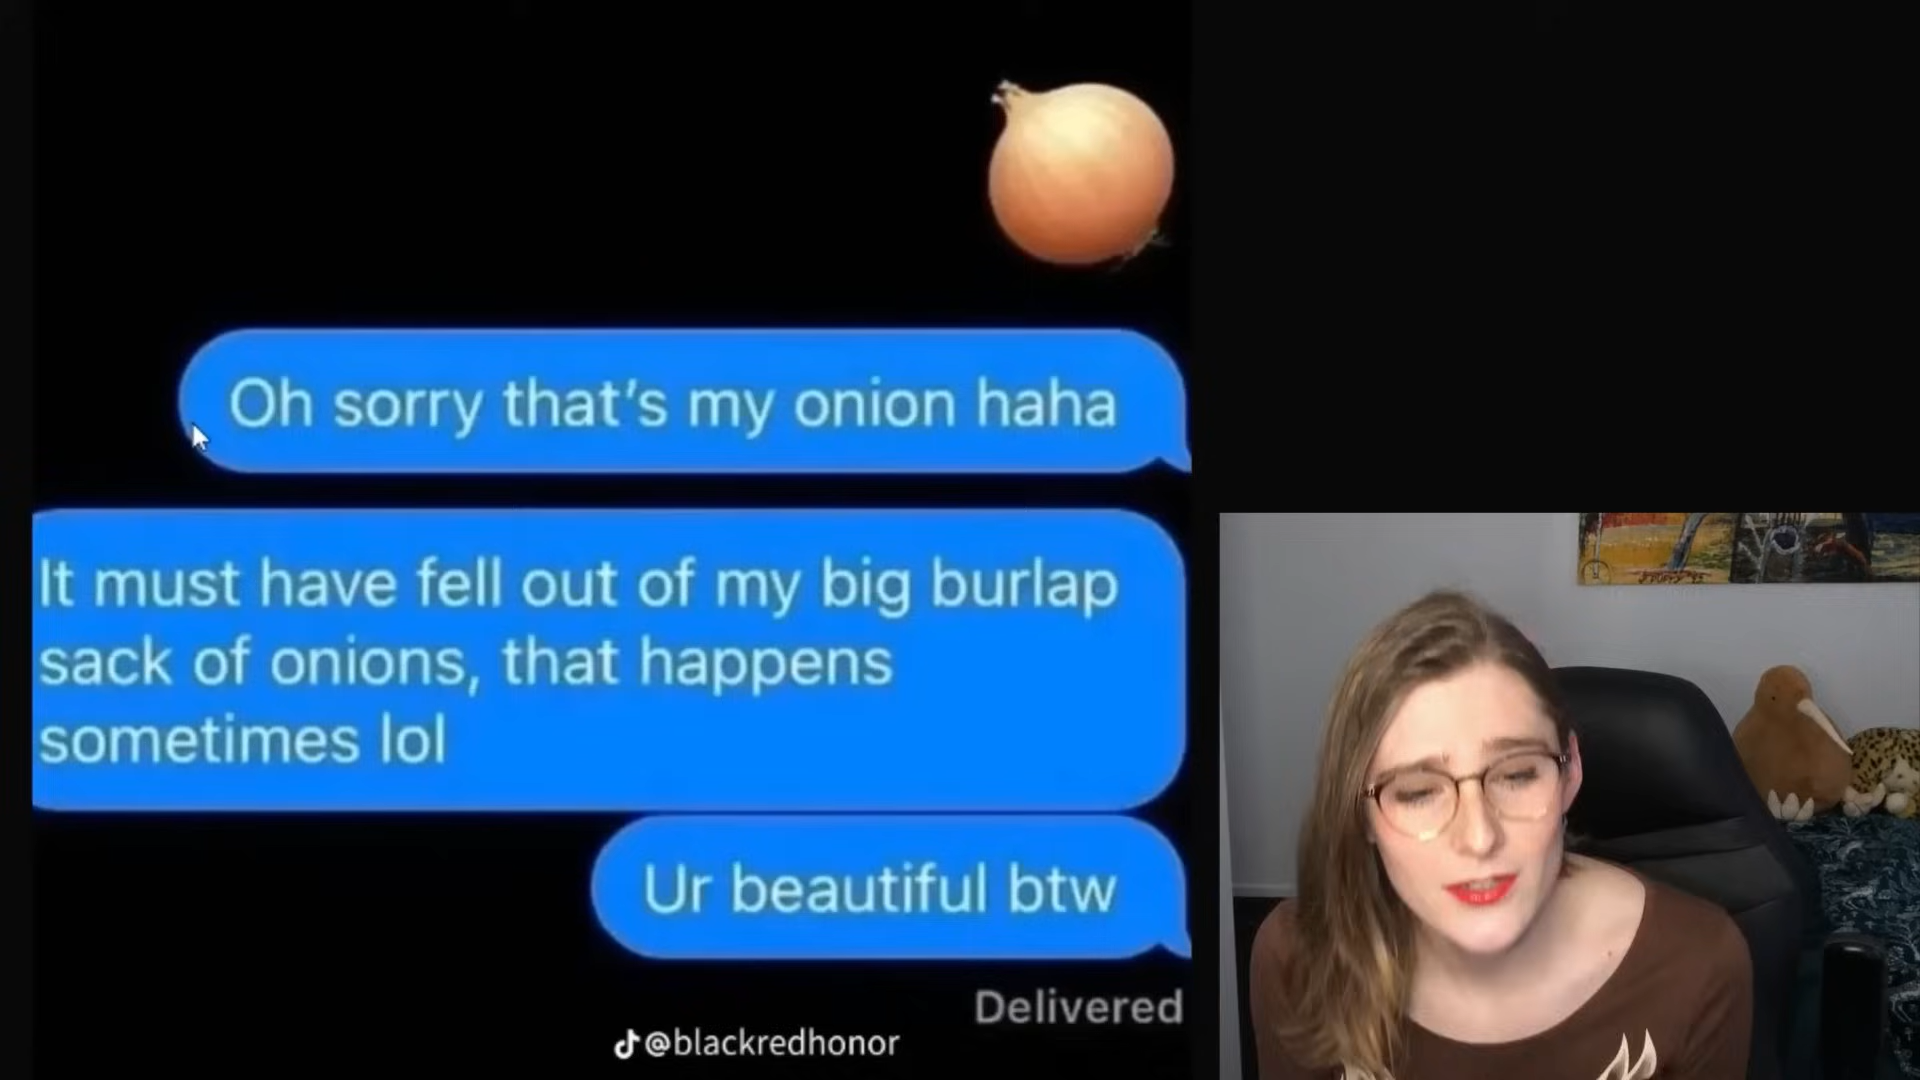 Oh sorry that's my onion haha
It must have fell out of my big burlap
sack of onions, that happens
sometimes lol
Ur beautiful btw
Delivered
@blackredhonor